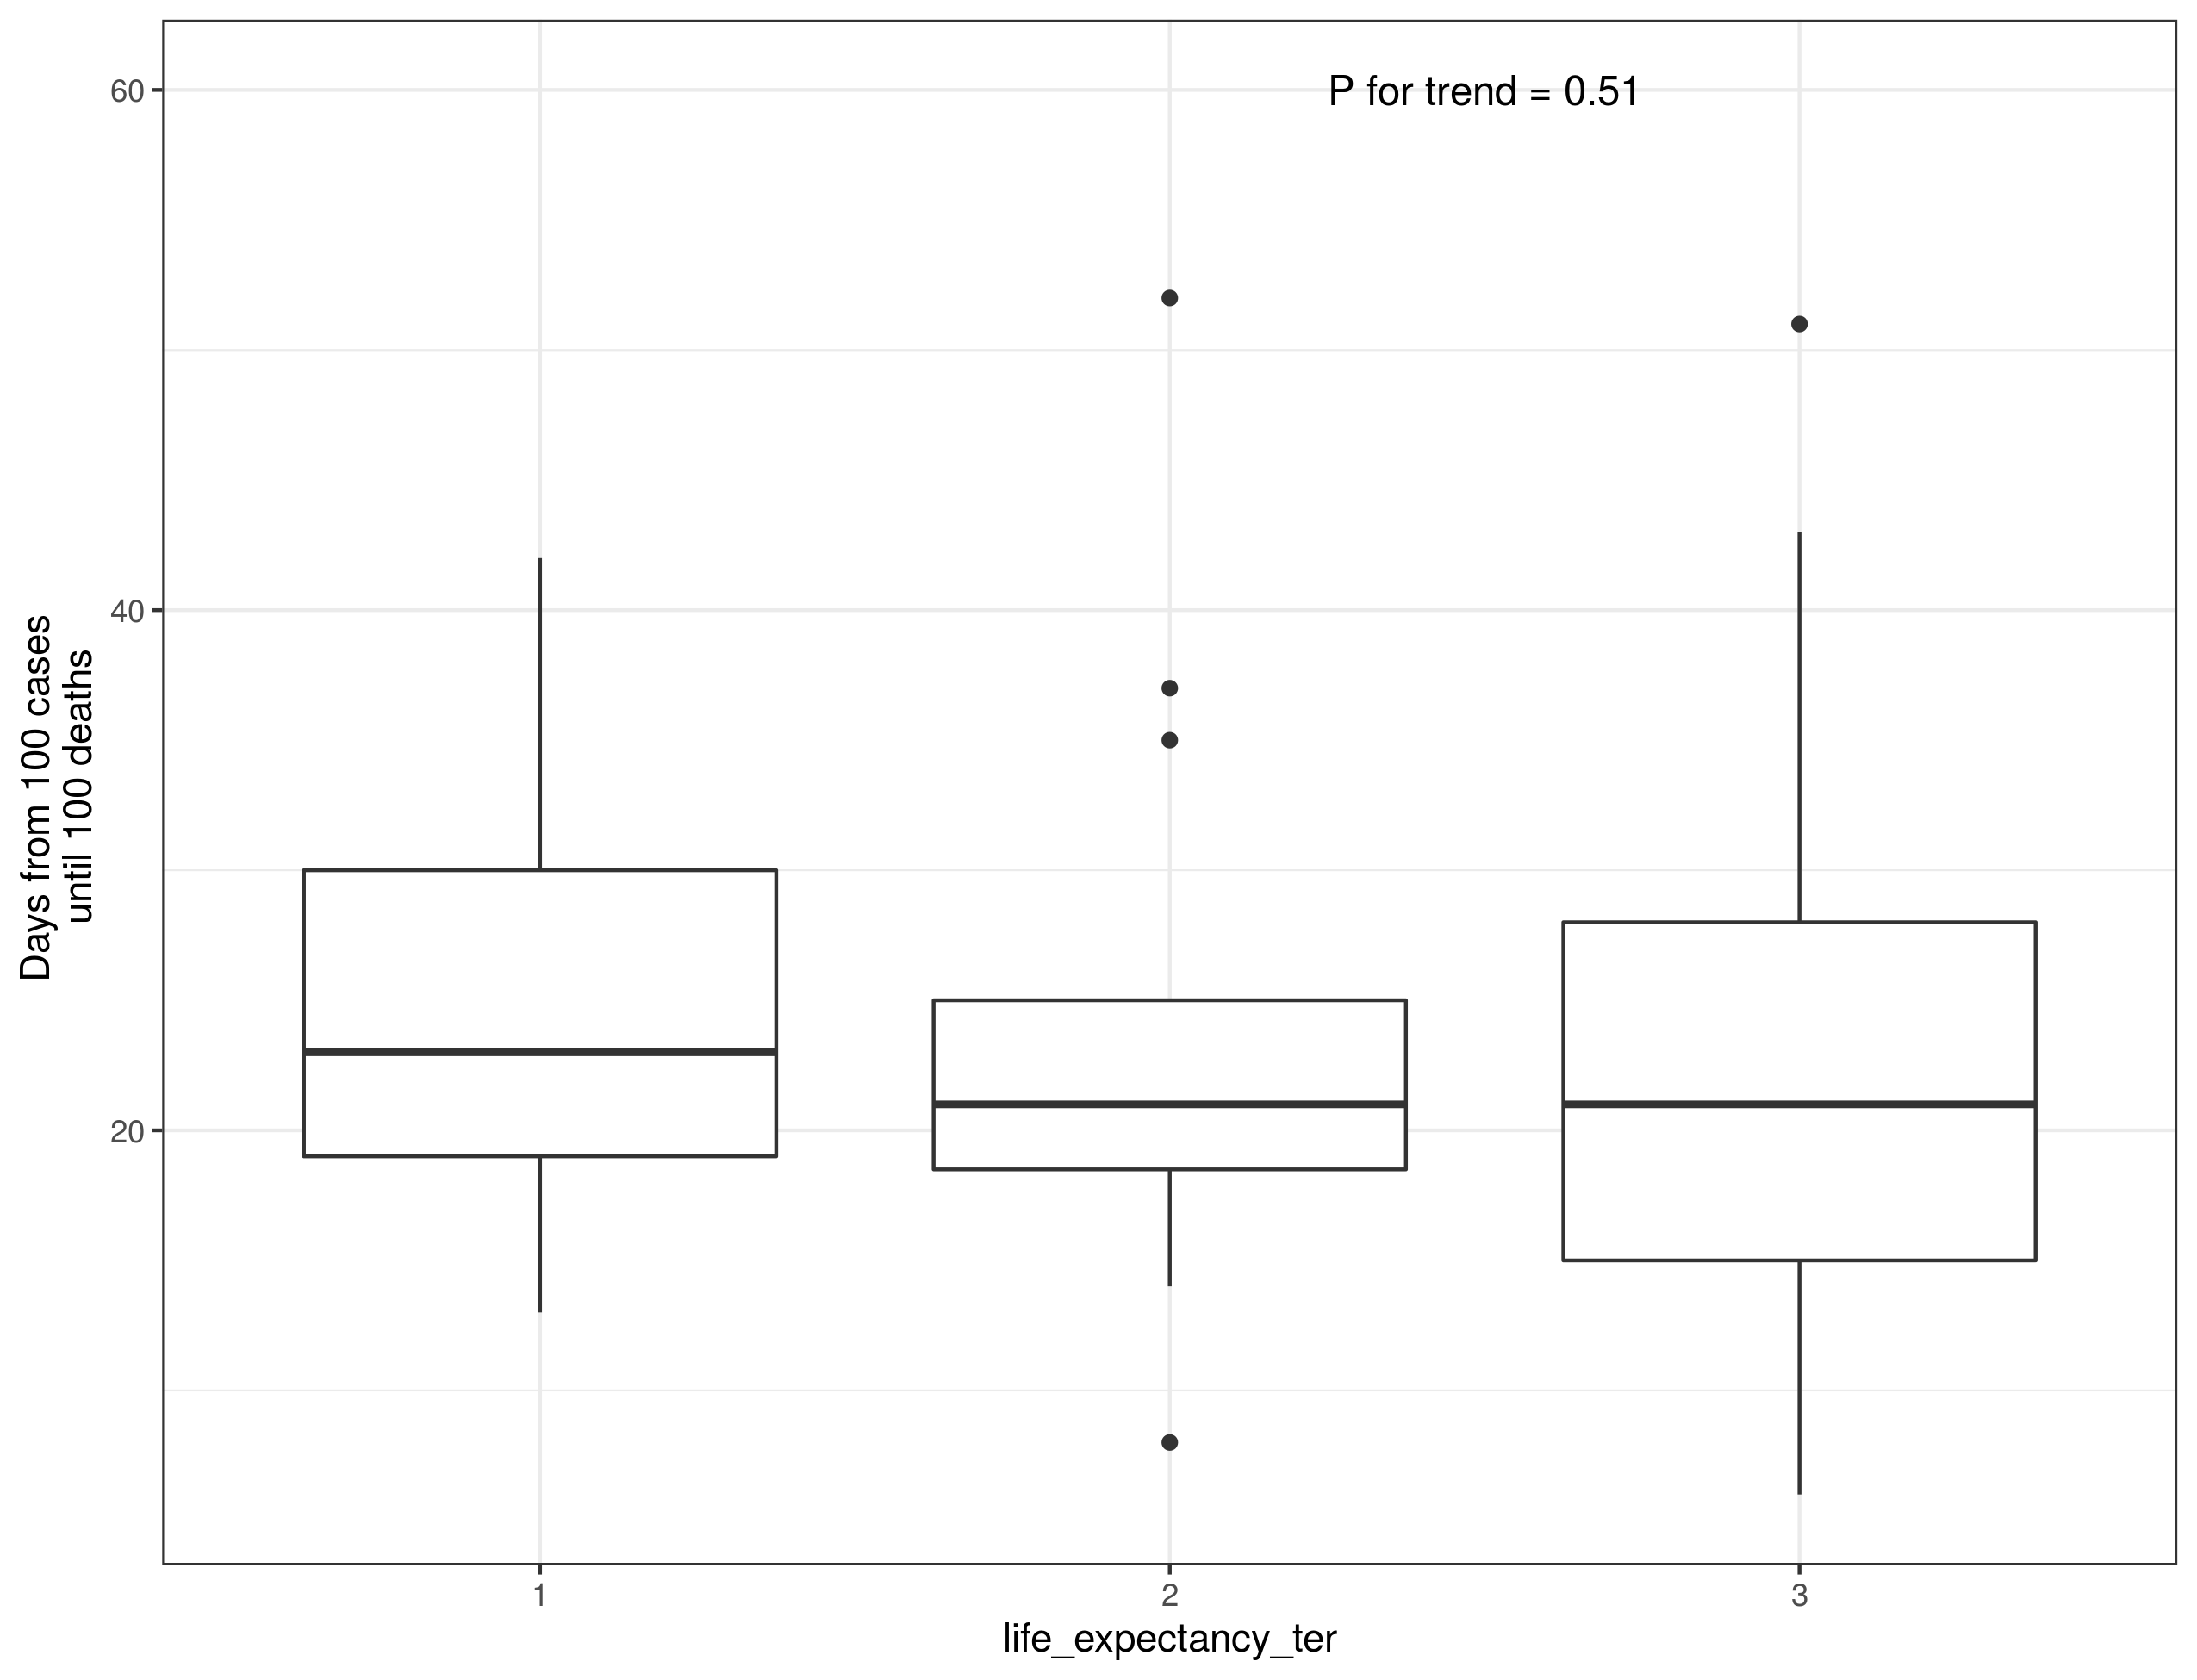 P for trend = 0.51
60
40
20
Days from 100 cases
until 100 deaths
1
2
3
life_expectancy_ter